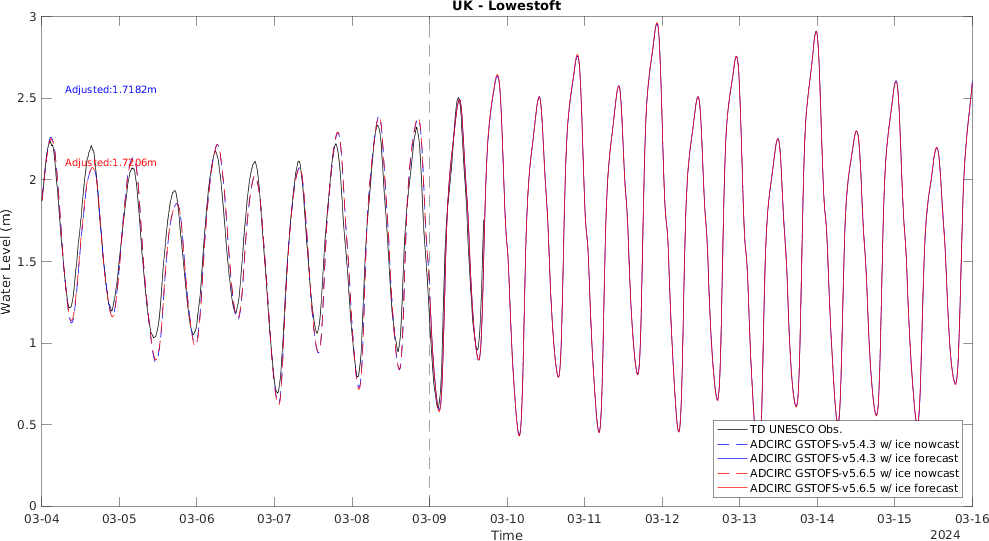 UK - Lowestoft
3
2.5
2
1.5
1
0.5
0
Water Level (m)
Adjusted:1.7182m
Adjusted:1.7206m
TD UNESCO Obs.
ADCIRC GSTOFS-v5.4.3 w/ ice nowcast
ADCIRC GSTOFS-v5.4.3 w/ ice forecast
ADCIRC GSTOFS-v5.6.5 w/ ice nowcast
ADCIRC GSTOFS-v5.6.5 w/ ice forecast
03-04 03-05 03-06 03-07 03-08 03-09 03-10 03-11 03-12 03-13 03-14 03-15 03-16
Time
2024